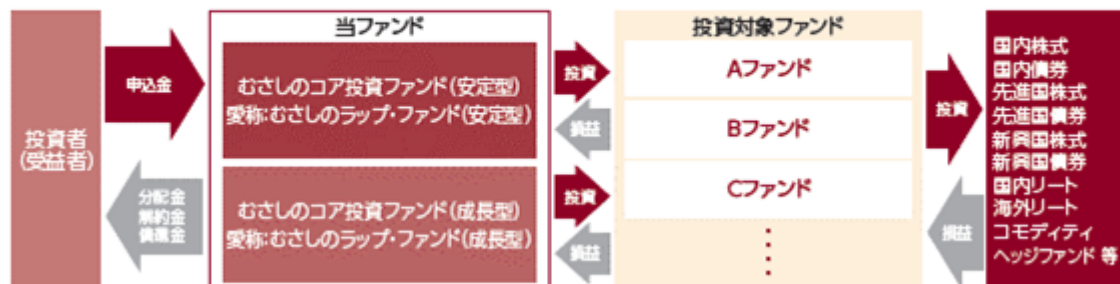 投資者
(受益者)
申込金
分配金
解約金
償還金
当ファンド
むさしのコア投資ファンド(安定型)
愛称:むさしのラップ・ファンド(安定型)
むさしのコア投資ファンド(成長型)
愛称:むさしのラップ・ファンド(成長型)
投資
損益
投資
損益
投資対象ファンド
Aファンド
Bファンド
Cファンド
投資
損益
国内株式
国内債券
先進国株式
先進国債券
新興国株式
新興国債券
国内リート
海外リート
コモディティ
ヘッジファンド 等